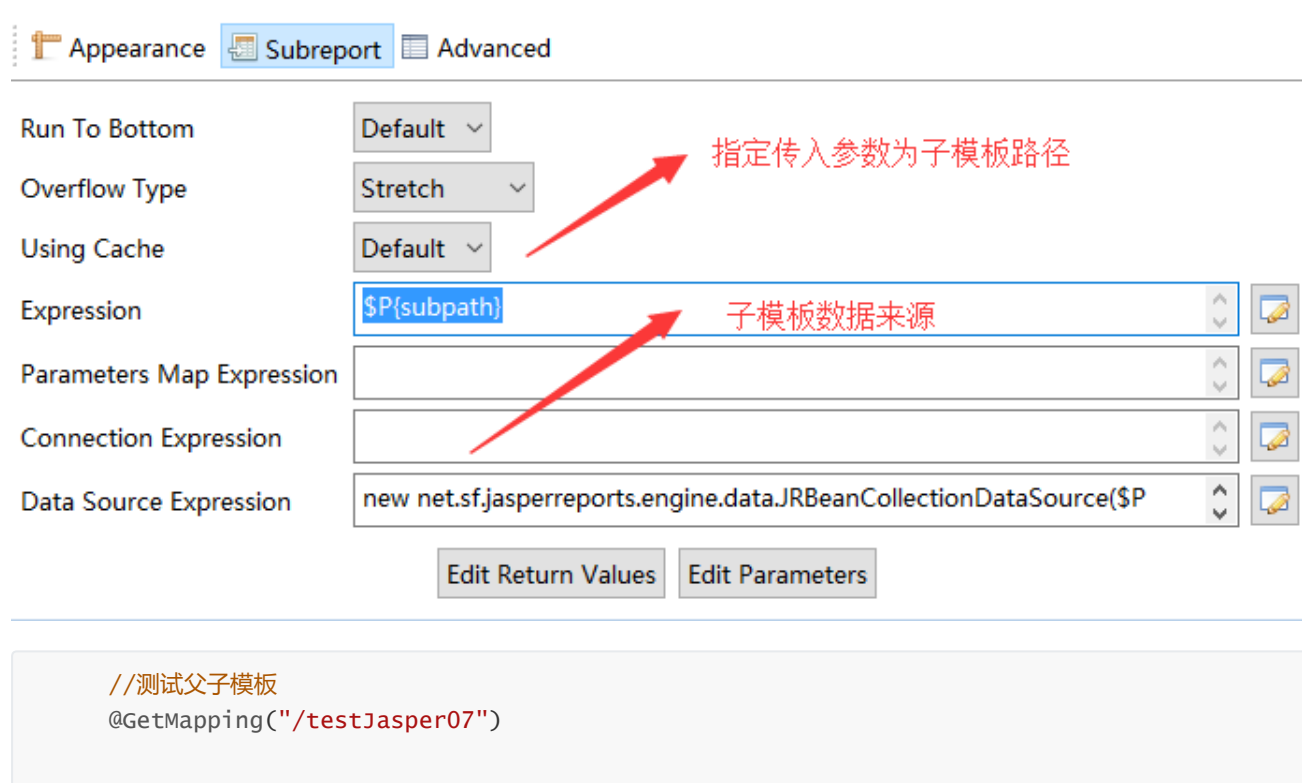 Appearance Subreport Advanced
Run To Bottom Default
指定传入参数为子模板路径
Overflow Type Stretch
Using Cache Default
Expression $P{subpath} 子模板数据来源
Parameters Map Expression
Connection Expression
Data Source Expression new net.sf.jasperreports.engine.data.JRBeanCollectionDataSource($P
Edit Return Values Edit Parameters
//测试父子模板
@GetMapping("/testJasper07")